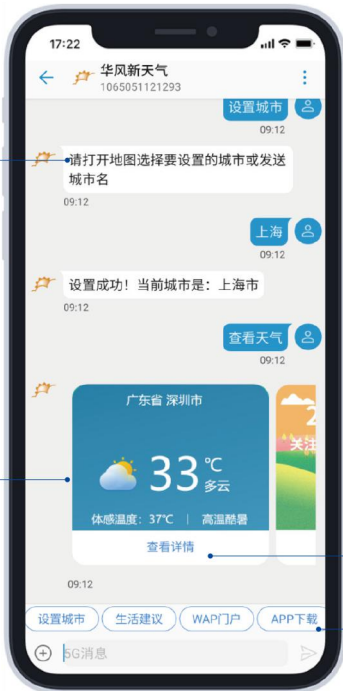 17:22
华风新天气
1065051121293
设置城市
09:12
请打开地图选择要设置的城市或发送
城市名
09:12
上海
09:12
设置成功！当前城市是：上海市
09:12
查看天气
09:12
广东省 深圳市
33℃
多云
体感温度：37℃ | 高温酷暑
查看详情
关注
09:12
设置城市
生活建议
WAP门户
APP下载
5G消息